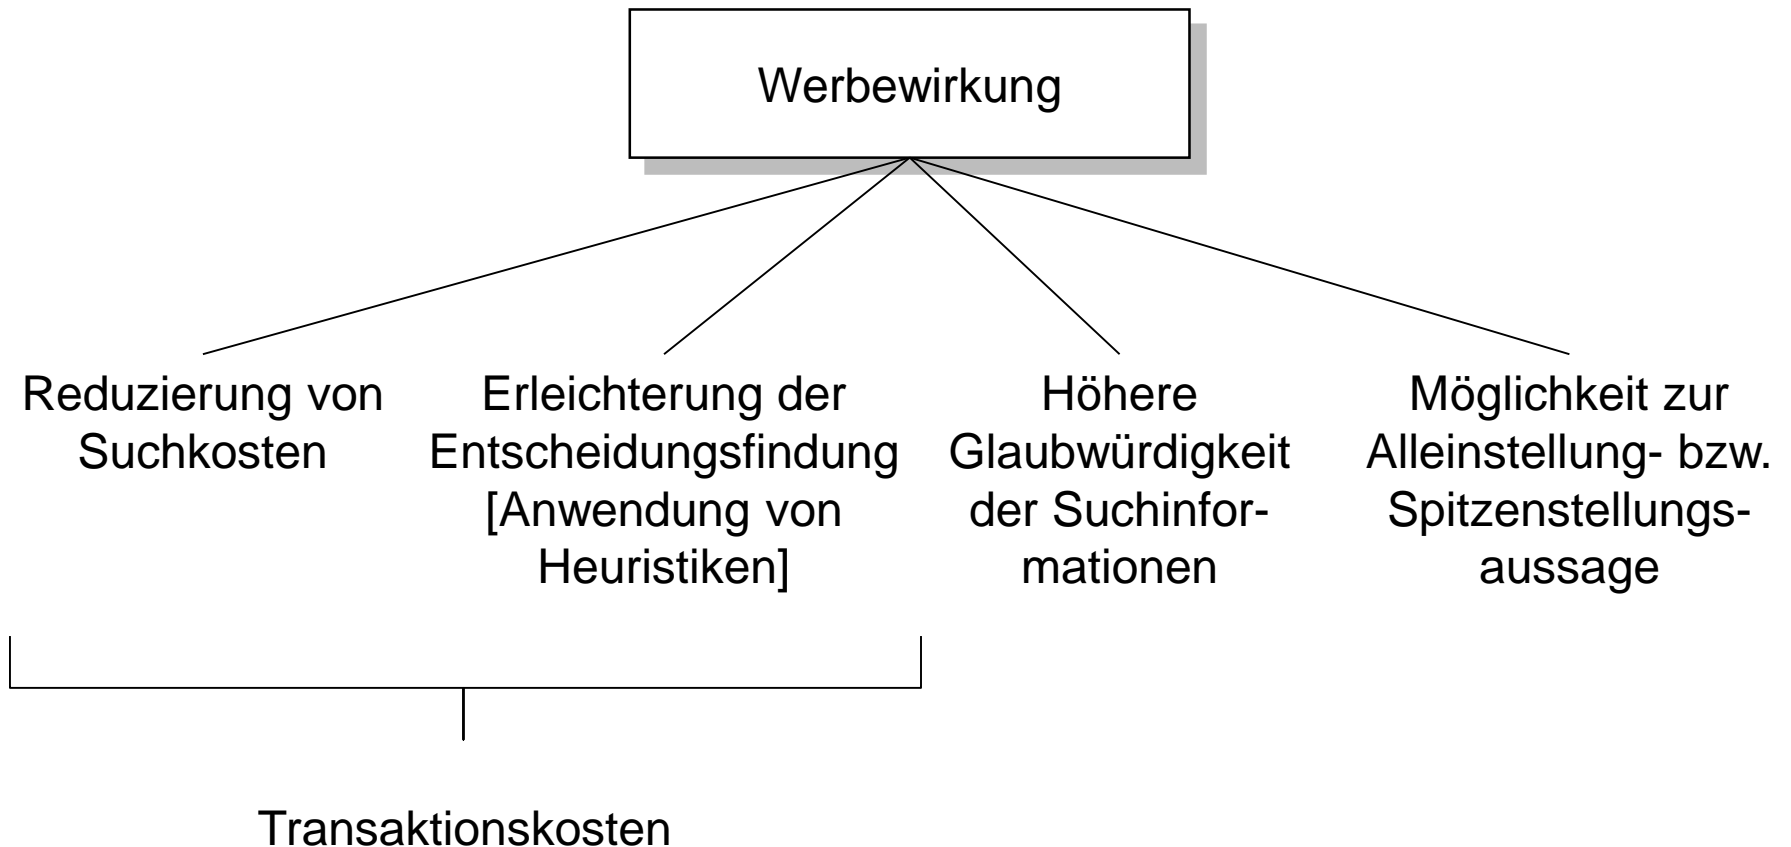 Werbewirkung
Reduzierung von
Suchkosten
Erleichterung der
Entscheidungsfindung
[Anwendung von
Heuristiken]
Höhere
Glaubwürdigkeit
der Suchinfor-
mationen
Möglichkeit zur
Alleinstellung- bzw.
Spitzenstellungs-
aussage
Transaktionskosten